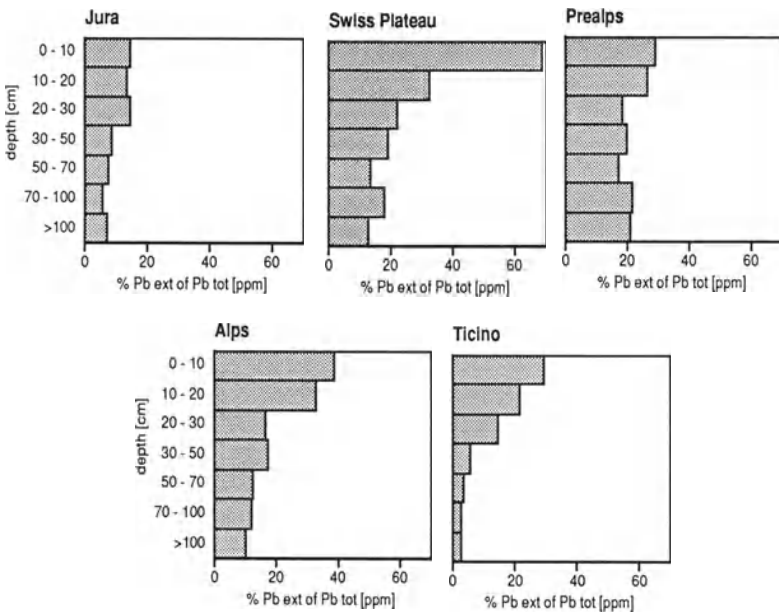 Jura
Swiss Plateau
Prealps
depth [cm]
0 - 10
10 - 20
20 - 30
30 - 50
50 - 70
70 - 100
>100
0 20 40 60
% Pb ext of Pb tot [ppm]
0 20 40 60
% Pb ext of Pb tot [ppm]
0 20 40 60
% Pb ext of Pb tot [ppm]
Alps
Ticino
depth [cm]
0 - 10
10 - 20
20 - 30
30 - 50
50 - 70
70 - 100
>100
0 20 40 60
% Pb ext of Pb tot [ppm]
0 20 40 60
% Pb ext of Pb tot [ppm]